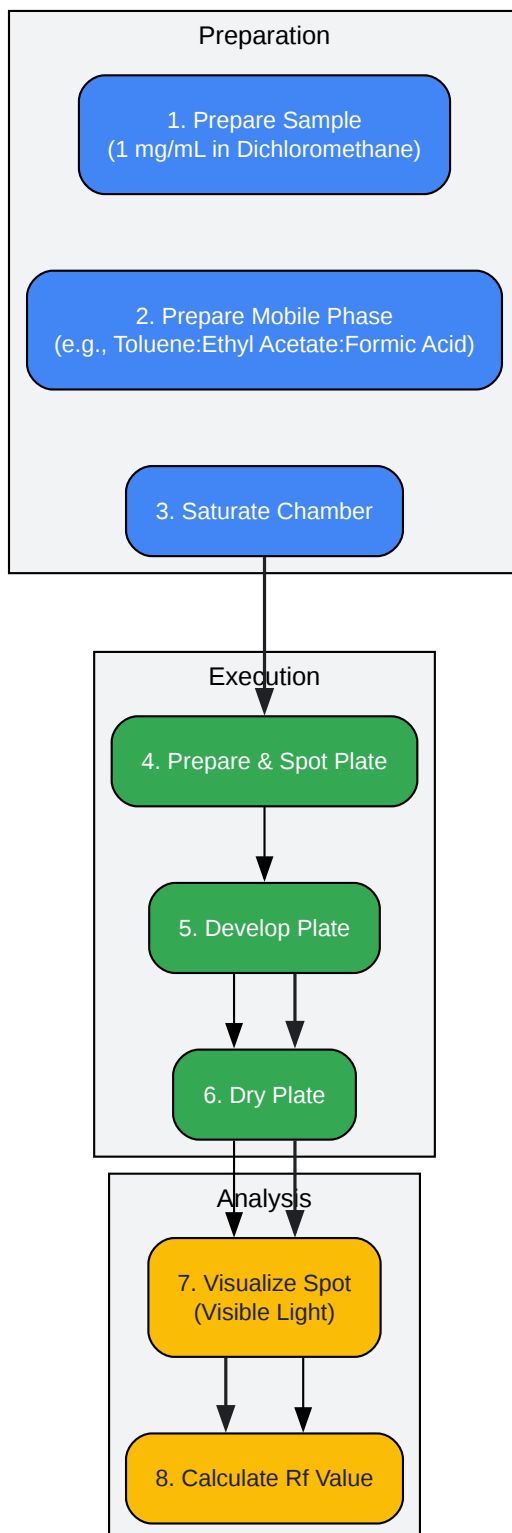 Preparation
1. Prepare Sample
(1 mg/mL in Dichloromethane)
2. Prepare Mobile Phase
(e.g., Toluene:Ethyl Acetate:Formic Acid)
3. Saturate Chamber
Execution
4. Prepare & Spot Plate
5. Develop Plate
6. Dry Plate
Analysis
7. Visualize Spot
(Visible Light)
8. Calculate Rf Value